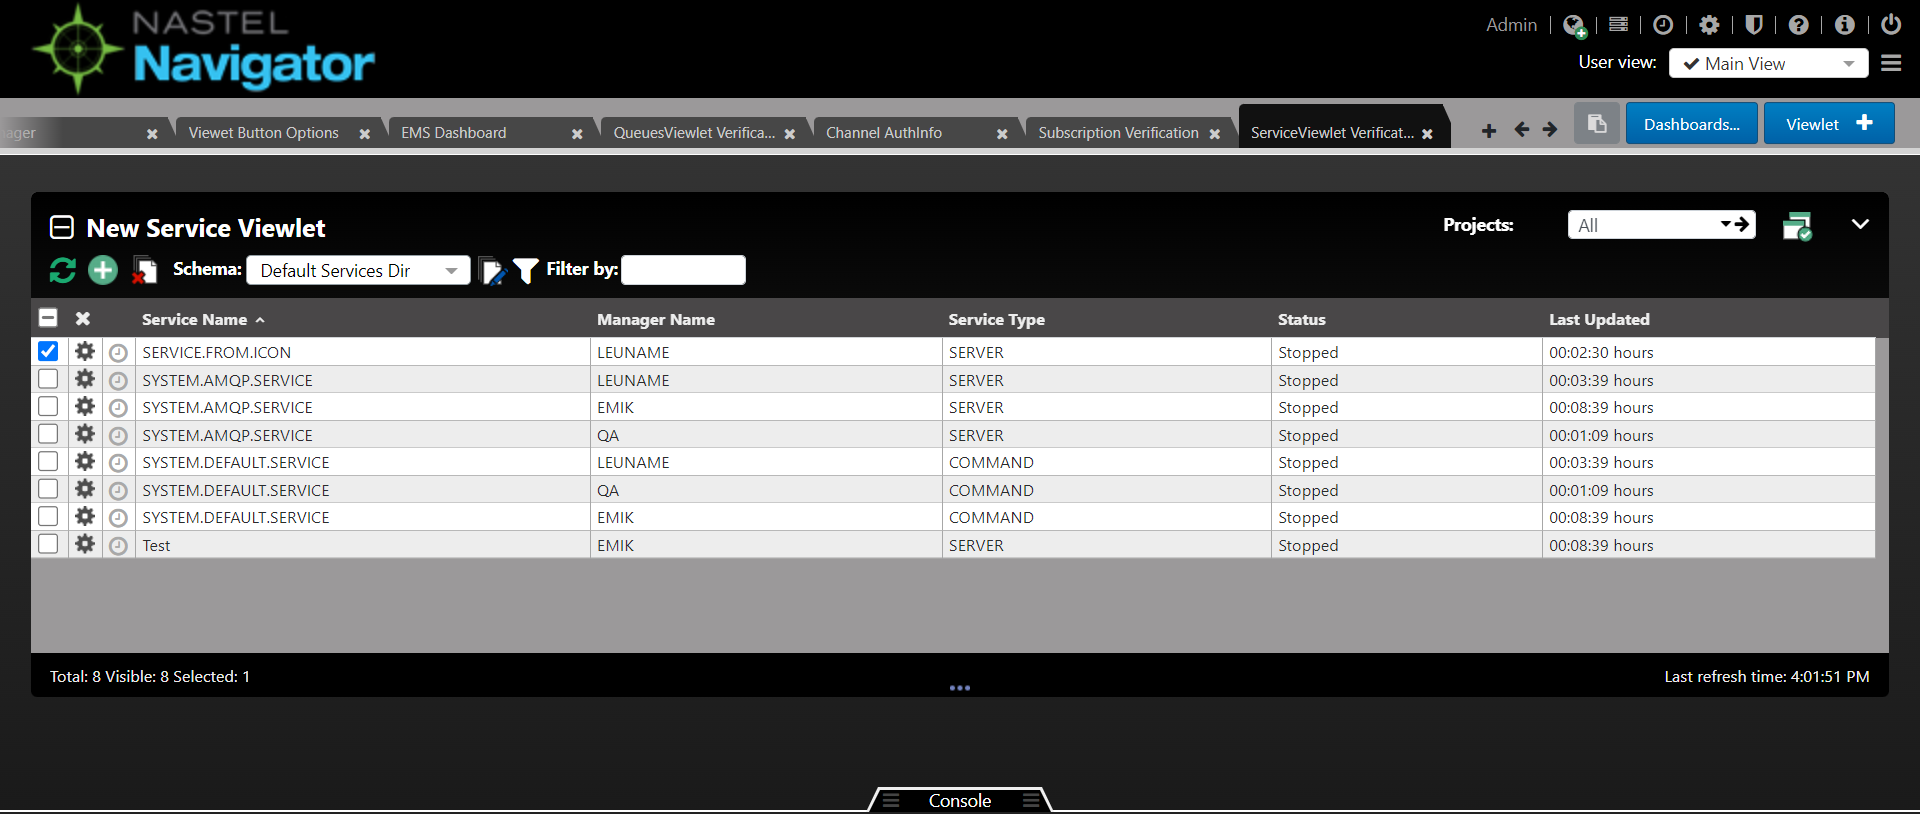 NASTEL
Navigator
Admin
User view: Main View
ager Viewet Button Options EMS Dashboard QueuesViewlet Verifica... Channel AuthInfo Subscription Verification ServiceViewlet Verificat... Dashboards... Viewlet
New Service Viewlet Projects: All
Schema: Default Services Dir Filter by:
Service Name Manager Name Service Type Status Last Updated
SERVICE.FROM.ICON LEUNAME SERVER Stopped 00:02:30 hours
SYSTEM.AMQP.SERVICE LEUNAME SERVER Stopped 00:03:39 hours
SYSTEM.AMQP.SERVICE EMIK SERVER Stopped 00:08:39 hours
SYSTEM.AMQP.SERVICE QA SERVER Stopped 00:01:09 hours
SYSTEM.DEFAULT.SERVICE LEUNAME COMMAND Stopped 00:03:39 hours
SYSTEM.DEFAULT.SERVICE QA COMMAND Stopped 00:01:09 hours
SYSTEM.DEFAULT.SERVICE EMIK COMMAND Stopped 00:08:39 hours
Test EMIK SERVER Stopped 00:08:39 hours
Total: 8 Visible: 8 Selected: 1 Last refresh time: 4:01:51 PM
Console